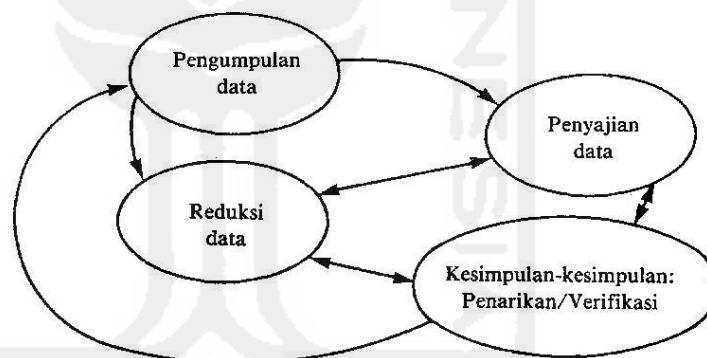 Pengumpulan
data
Penyajian
data
Reduksi
data
Kesimpulan-kesimpulan:
Penarikan/Verifikasi